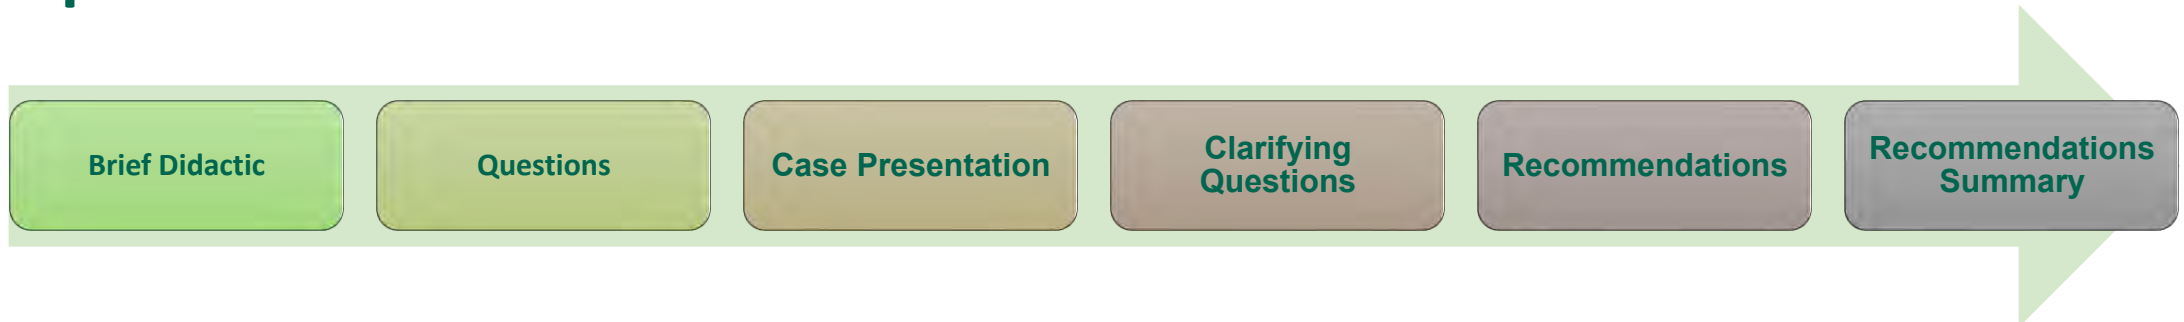 Brief Didactic
Questions
Case Presentation
Clarifying
Questions
Recommendations
Recommendations
Summary